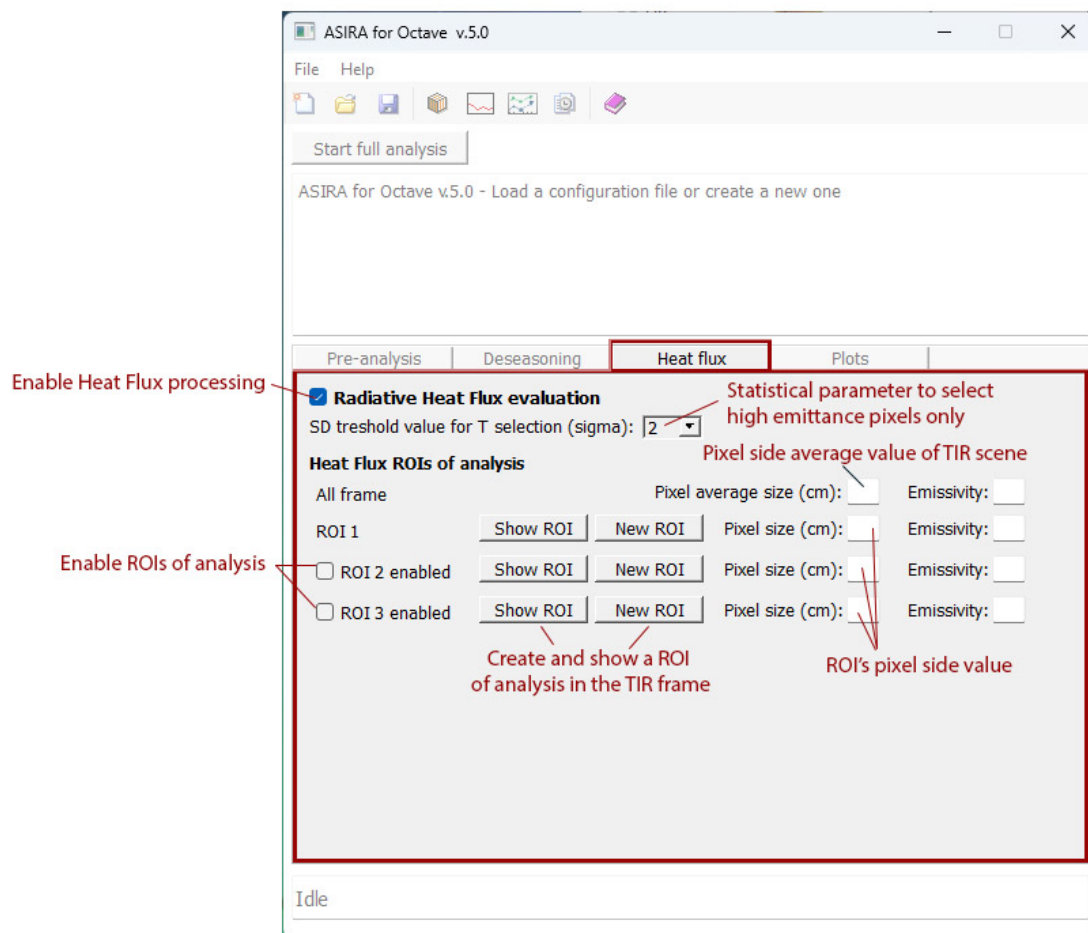 ASIRA for Octave v.5.0
File Help
Start full analysis
ASIRA for Octave v.5.0 - Load a configuration file or create a new one
Pre-analysis Deseasoning Heat flux Plots
Enable Heat Flux processing
Radiative Heat Flux evaluation
Statistical parameter to select
high emittance pixels only
SD treshold value for T selection (sigma): 2
Pixel side average value of TIR scene
Heat Flux ROIs of analysis
All frame Pixel average size (cm): Emissivity:
ROI 1 Show ROI New ROI Pixel size (cm): Emissivity:
Enable ROIs of analysis
ROI 2 enabled Show ROI New ROI Pixel size (cm): Emissivity:
ROI 3 enabled Show ROI New ROI Pixel size (cm): Emissivity:
Create and show a ROI
of analysis in the TIR frame
ROI's pixel side value
Idle